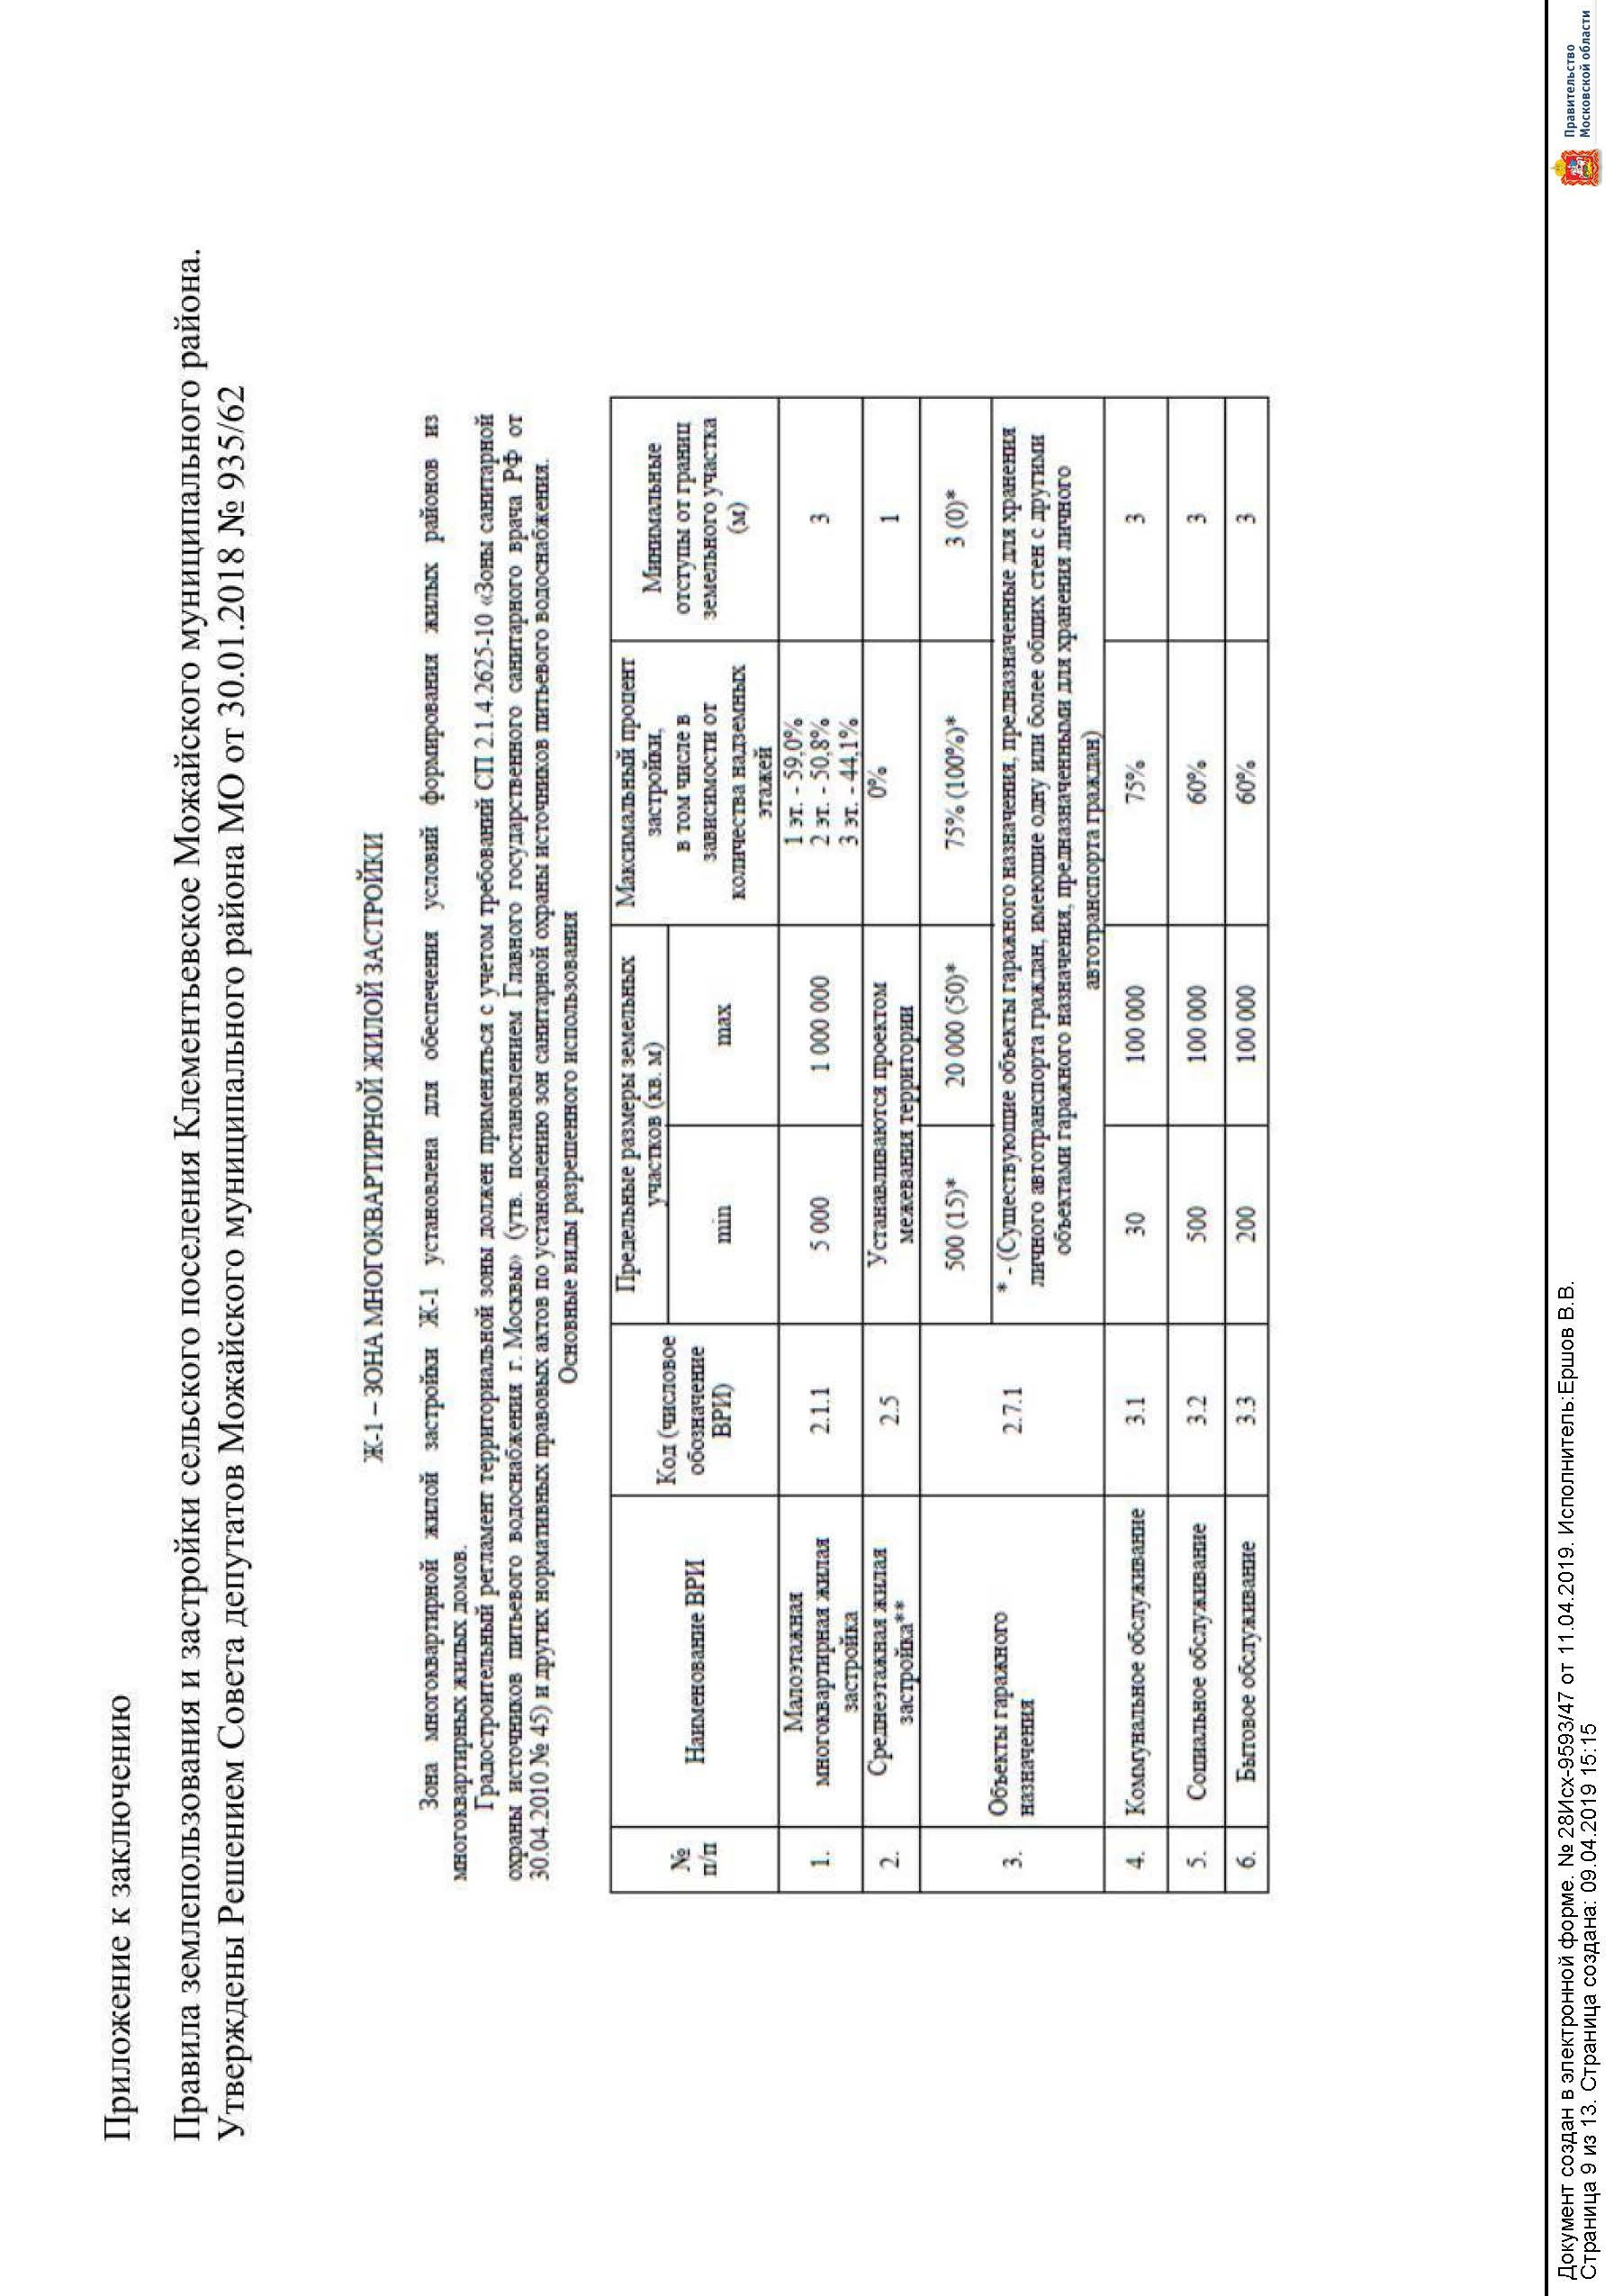 Приложение к заключению
Правила землепользования и застройки сельского поселения Клементьевское Можайского муниципального района.
Утверждены Решением Совета депутатов Можайского муниципального района МО от 30.01.2018 № 935/62
Ж-1 – ЗОНА МНОГОКВАРТИРНОЙ ЖИЛОЙ ЗАСТРОЙКИ
Зона многоквартирной жилой застройки Ж-1 установлена для обеспечения условий формирования жилых районов из
многоквартирных жилых домов.
Градостроительный регламент территориальной зоны должен применяться с учетом требований СП 2.1.4.2625-10 «Зоны санитарной
охраны источников питьевого водоснабжения г. Москвы» (утв. постановлением Главного государственного санитарного врача РФ от
30.04.2010 № 45) и других нормативных правовых актов по установлению зон санитарной охраны источников питьевого водоснабжения.
Основные виды разрешенного использования
№
п/п
Наименование ВРИ
Код (числовое
обозначение
ВРИ)
Предельные размеры земельных
участков (кв. м)
min
max
Максимальный процент
застройки,
в том числе в
зависимости от
количества надземных
этажей
Минимальные
отступы от границ
земельного участка
(м)
1.
Малоэтажная
многоквартирная жилая
застройка
2.1.1
5 000
1 000 000
1 эт. - 59,0%
2 эт. - 50,8%
3 эт. - 44,1%
3
2.
Среднеэтажная жилая
застройка**
2.5
Устанавливаются проектом
межевания территории
0%
1
3.
Объекты гаражного
назначения
2.7.1
500 (15)*
20 000 (50)*
75% (100%)*
3 (0)*
* - (Существующие объекты гаражного назначения, предназначенные для хранения
личного автотранспорта граждан, имеющие одну или более общих стен с другими
объектами гаражного назначения, предназначенными для хранения личного
автотранспорта граждан)
4.
Коммунальное обслуживание
3.1
30
100 000
75%
3
5.
Социальное обслуживание
3.2
500
100 000
60%
3
6.
Бытовое обслуживание
3.3
200
100 000
60%
3
Документ создан в электронной форме. № 28Исх-9593/47 от 11.04.2019. Исполнитель:Ершов В.В.
Страница 9 из 13. Страница создана: 09.04.2019 15:15
Правительство
Московской области